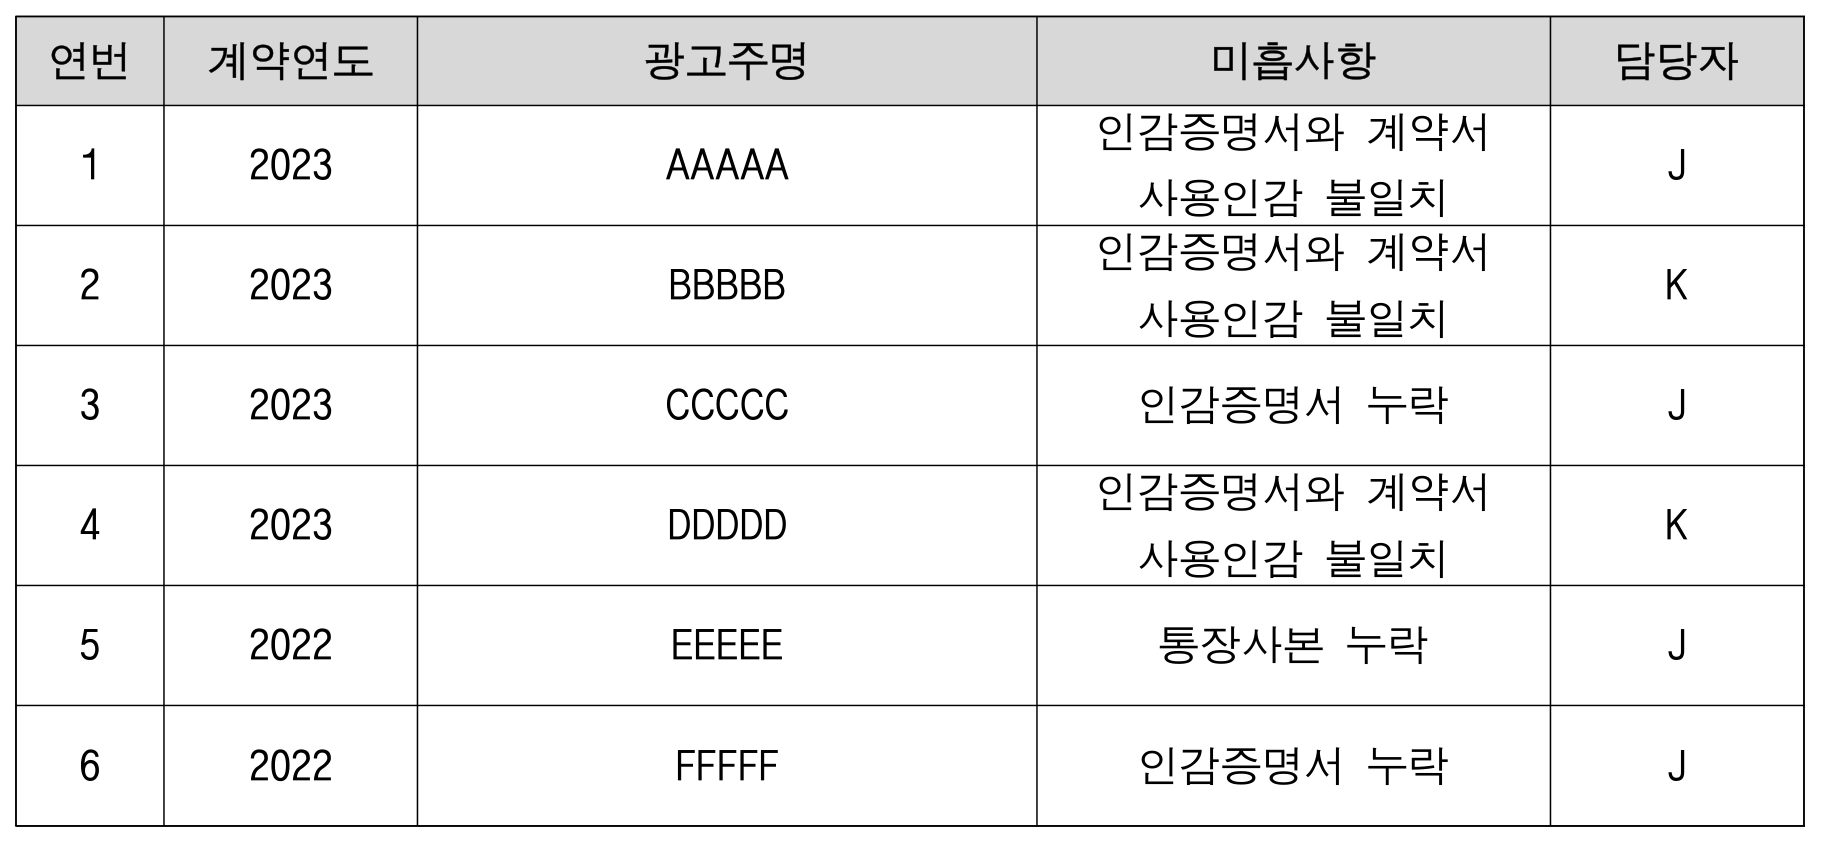 연번 계약연도 광고주명 미흡사항 담당자
1 2023 AAAAA 인감증명서와 계약서 J
사용인감 불일치
2 2023 BBBBB 인감증명서와 계약서 K
사용인감 불일치
3 2023 CCCCC 인감증명서 누락 J
4 2023 DDDDD 인감증명서와 계약서 K
사용인감 불일치
5 2022 EEEEE 통장사본 누락 J
6 2022 FFFFF 인감증명서 누락 J